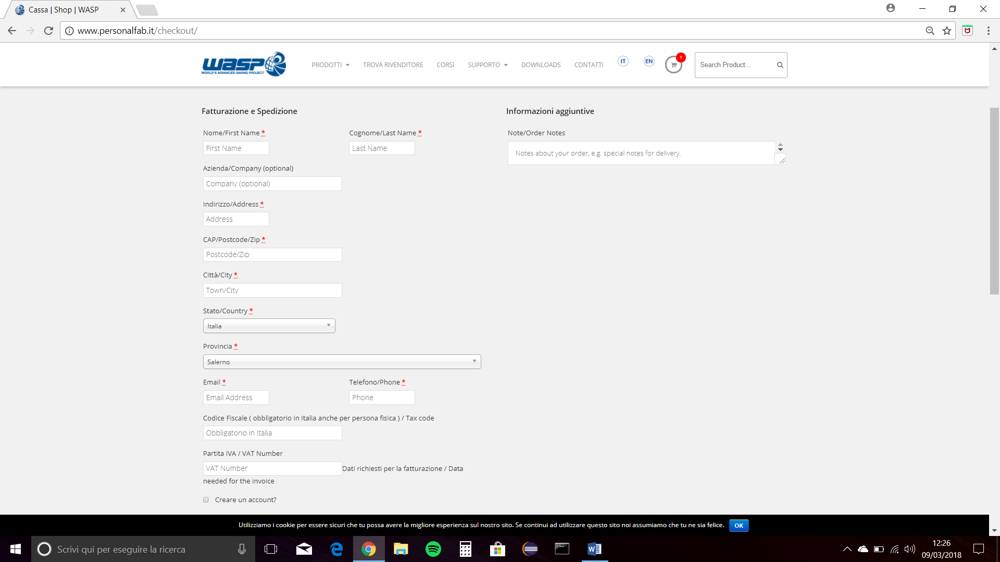 Cassa | Shop | WASP
www.personalfab.it/checkout/
wasp
WORLD'S ADVANCED SAVING PROJECT
PRODOTTI
TROVA RIVENDITORE
CORSI
SUPPORTO
DOWNLOADS
CONTATTI
IT
EN
1
Search Product...
Fatturazione e Spedizione
Nome/First Name *
Cognome/Last Name *
First Name
Last Name
Azienda/Company (optional)
Company (optional)
Indirizzo/Address *
Address
CAP/Postcode/Zip *
Postcode/Zip
Città/City *
Town/City
Stato/Country *
Italia
Provincia *
Salerno
Email *
Telefono/Phone *
Email Address
Phone
Codice Fiscale ( obbligatorio in Italia anche per persona fisica ) / Tax code
Obbligatorio in Italia
Partita IVA / VAT Number
VAT Number
Dati richiesti per la fatturazione / Data
needed for the invoice
Creare un account?
Informazioni aggiuntive
Note/Order Notes
Notes about your order, e.g. special notes for delivery.
Utilizziamo i cookie per essere sicuri che tu possa avere la migliore esperienza sul nostro sito. Se continui ad utilizzare questo sito noi assumiamo che tu ne sia felice.
OK
Scrivi qui per eseguire la ricerca
12:26
09/03/2018